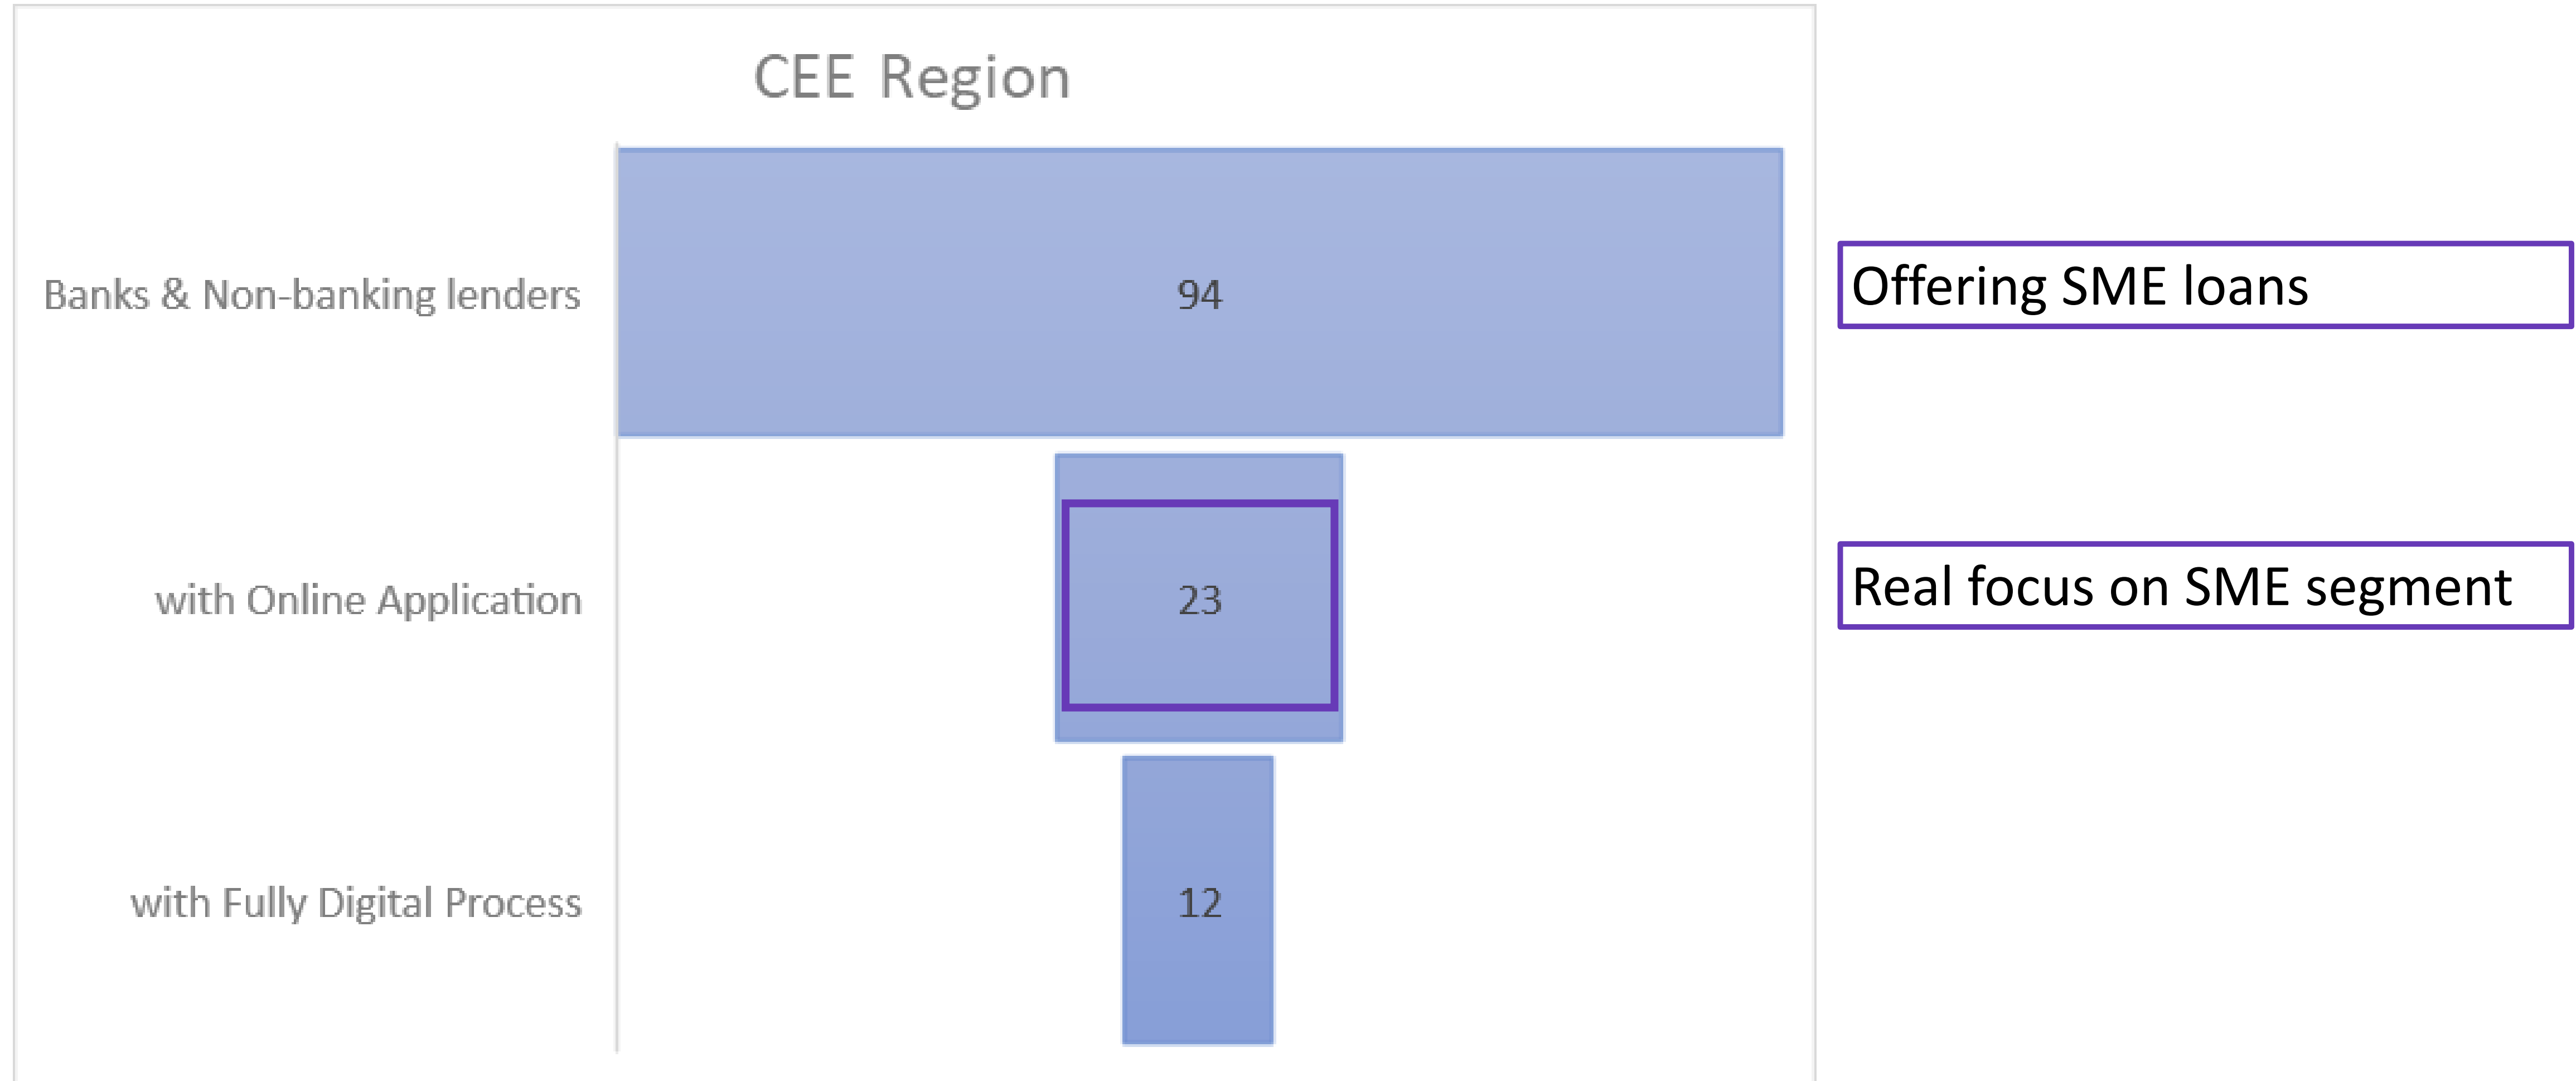 CEE Region
Banks & Non-banking lenders
94
Offering SME loans
with Online Application
23
Real focus on SME segment
with Fully Digital Process
12